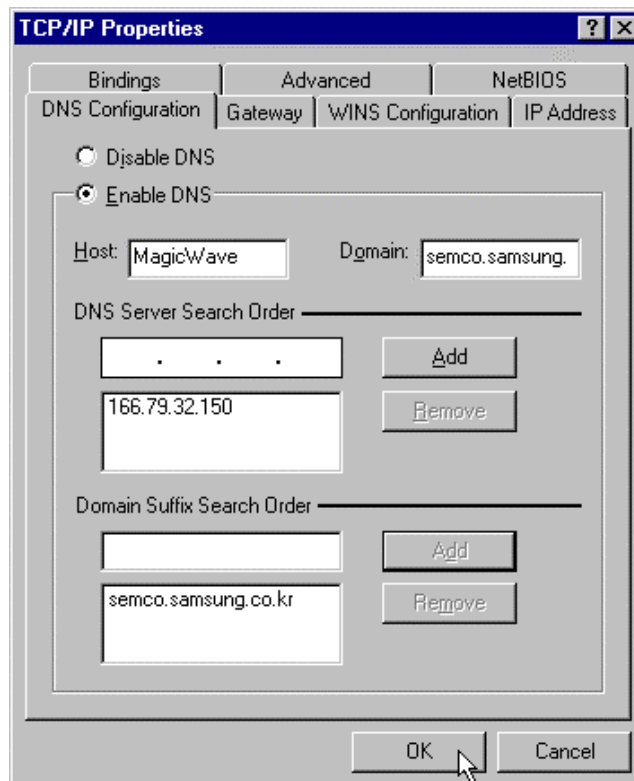 TCP/IP Properties
Bindings Advanced NetBIOS
DNS Configuration Gateway WINS Configuration IP Address
Disable DNS
Enable DNS
Host: MagicWave Domain: semco.samsung.
DNS Server Search Order
. . .
Add
166.79.32.150
Remove
Domain Suffix Search Order
Add
semco.samsung.co.kr
Remove
OK Cancel